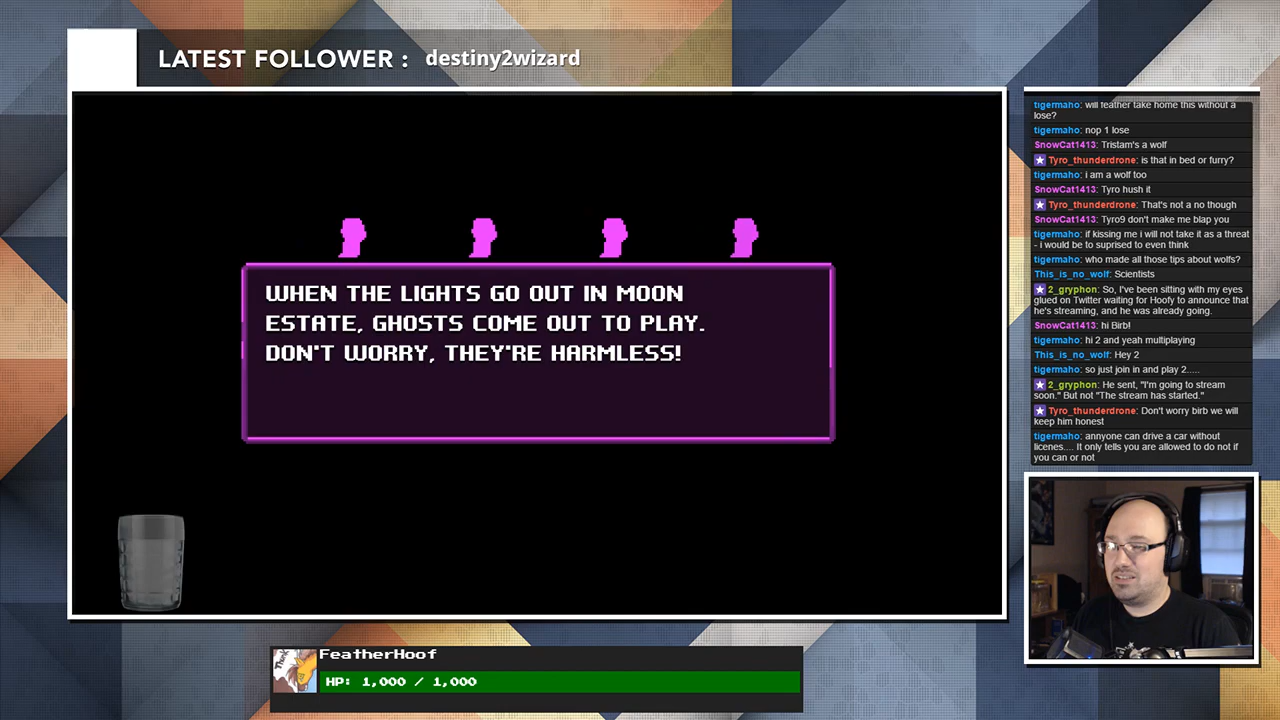 LATEST FOLLOWER : destiny2wizard
WHEN THE LIGHTS GO OUT IN MOON
ESTATE, GHOSTS COME OUT TO PLAY.
DON'T WORRY, THEY'RE HARMLESS!
tigermaho: will feather take home this without a
lose?
tigermaho: nop 1 lose
SnowCat1413: Tristam's a wolf
Tyro_thunderdrone: is that in bed or furry?
tigermaho: i am a wolf too
SnowCat1413: Tyro hush it
Tyro_thunderdrone: That's not a no though
SnowCat1413: Tyro9 don't make me blap you
tigermaho: if kissing me i will not take it as a threat
- i would be to suprised to even think
tigermaho: who made all those tips about wolfs?
This_is_no_wolf: Scientists
2_gryphon: So, I've been sitting with my eyes
glued on Twitter waiting for Hoofy to announce that
he's streaming, and he was already going.
SnowCat1413: hi Birb!
tigermaho: hi 2 and yeah multiplaying
This_is_no_wolf: Hey 2
tigermaho: so just join in and play 2.....
2_gryphon: He sent, "I'm going to stream
soon." But not "The stream has started."
Tyro_thunderdrone: Don't worry birb we will
keep him honest
tigermaho: annyone can drive a car without
licenes.... It only tells you are allowed to do not if
you can or not
Thok
FeatherHoof
HP: 1,000 / 1,000